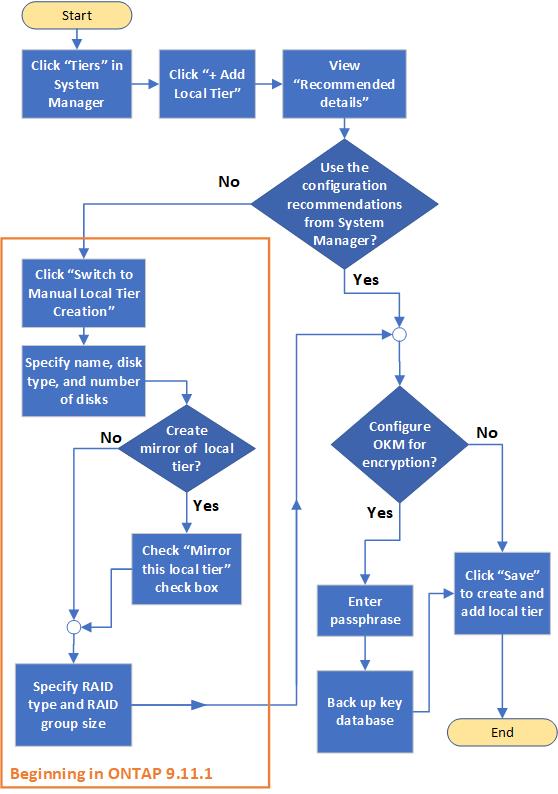 Start
Click “Tiers” in
System
Manager
Click “+ Add
Local Tier”
View
“Recommended
details”
Use the
configuration
recommendations
from System
Manager?
No
Yes
Click “Switch to
Manual Local Tier
Creation”
Specify name, disk
type, and number
of disks
Create
mirror of local
tier?
No
Yes
Check “Mirror
this local tier”
check box
Specify RAID
type and RAID
group size
Beginning in ONTAP 9.11.1
Configure
OKM for
encryption?
No
Yes
Enter
passphrase
Back up key
database
Click “Save”
to create and
add local tier
End